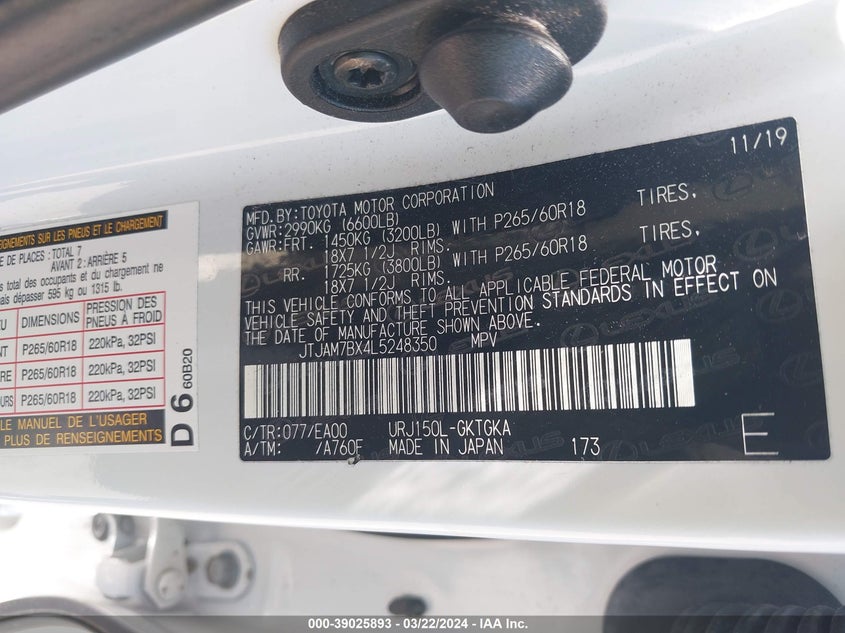 EIGNEMENTS SUR LES PNEUS ET LE CHARGEMENT
E DE PLACES : TOTAL 7
AVANT 2 : ARRIÈRE 5
total des occupants et du chargement ne
mais dépasser 595 kg ou 1315 lb.
DIMENSIONS PRESSION DES PNEUS À FROID
P265/60R18 220kPa, 32PSI
P265/60R18 220kPa, 32PSI
P265/60R18 220kPa, 32PSI
LE MANUEL DE L'USAGER
PLUS DE RENSEIGNEMENTS
D6 60B20
11/19
MFD.BY:TOYOTA MOTOR CORPORATION
GVWR:2990KG (6600LB)
GAWR:FRT. 1450KG (3200LB) WITH P265/60R18 TIRES,
18X7 1/2J RIMS.
RR. 1725KG (3800LB) WITH P265/60R18 TIRES,
18X7 1/2J RIMS.
THIS VEHICLE CONFORMS TO ALL APPLICABLE FEDERAL MOTOR
VEHICLE SAFETY AND THEFT PREVENTION STANDARDS IN EFFECT ON
THE DATE OF MANUFACTURE SHOWN ABOVE.
JTJAM7BX4L5248350 MPV
C/TR:077/EA00 URJ150L-GKTGKA
A/TM: /A760F MADE IN JAPAN 173 E
000-39025893 - 03/22/2024 - IAA Inc.